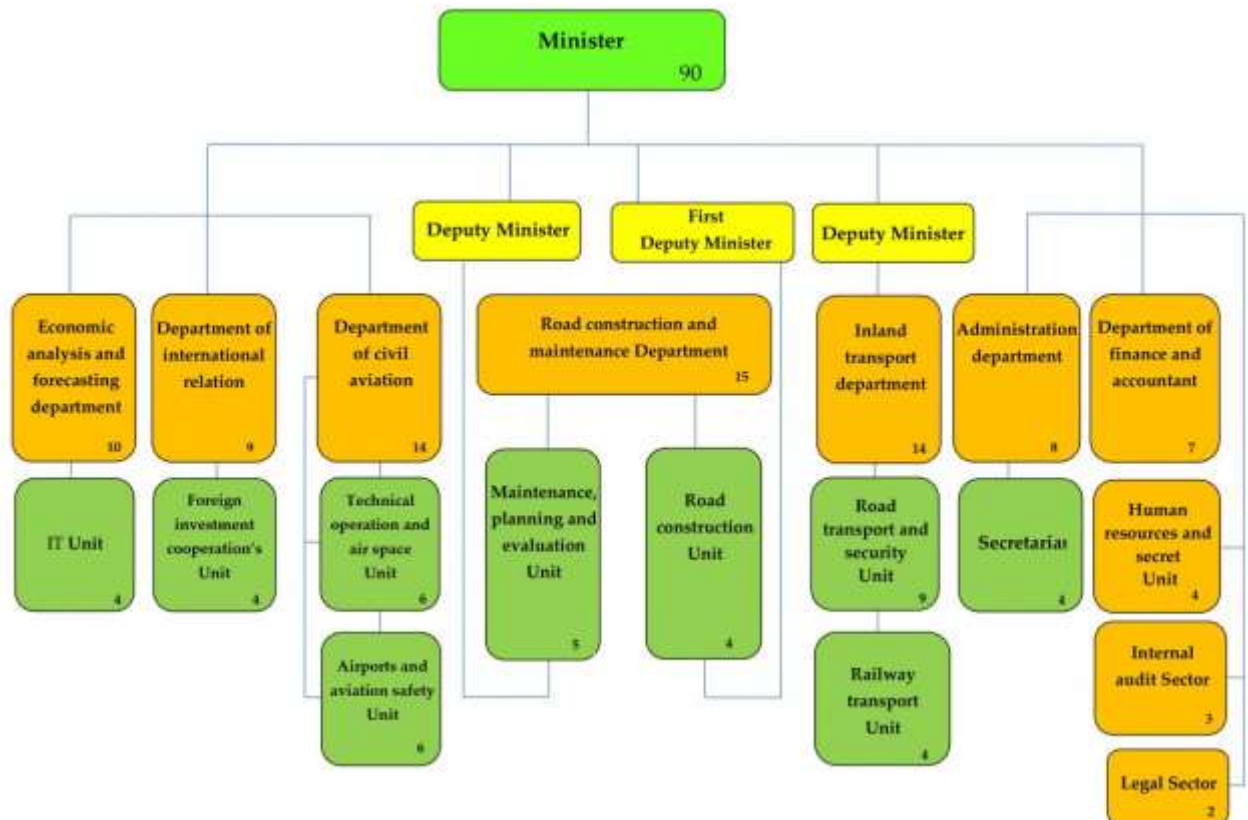 Minister
90
Deputy Minister
First
Deputy Minister
Deputy Minister
Economic
analysis and
forecasting
department
10
Department of
international
relation
9
Department
of civil
aviation
14
Road construction and
maintenance Department
15
Inland
transport
department
14
Administration
department
8
Department of
finance and
accountant
7
IT Unit
4
Foreign
investment
cooperation's
Unit
4
Technical
operation and
air space
Unit
6
Maintenance,
planning and
evaluation
Unit
5
Road
construction
Unit
4
Road
transport and
security
Unit
9
Secretariat
4
Human
resources and
secret
Unit
4
Airports and
aviation safety
Unit
6
Railway
transport
Unit
4
Internal
audit Sector
3
Legal Sector
2